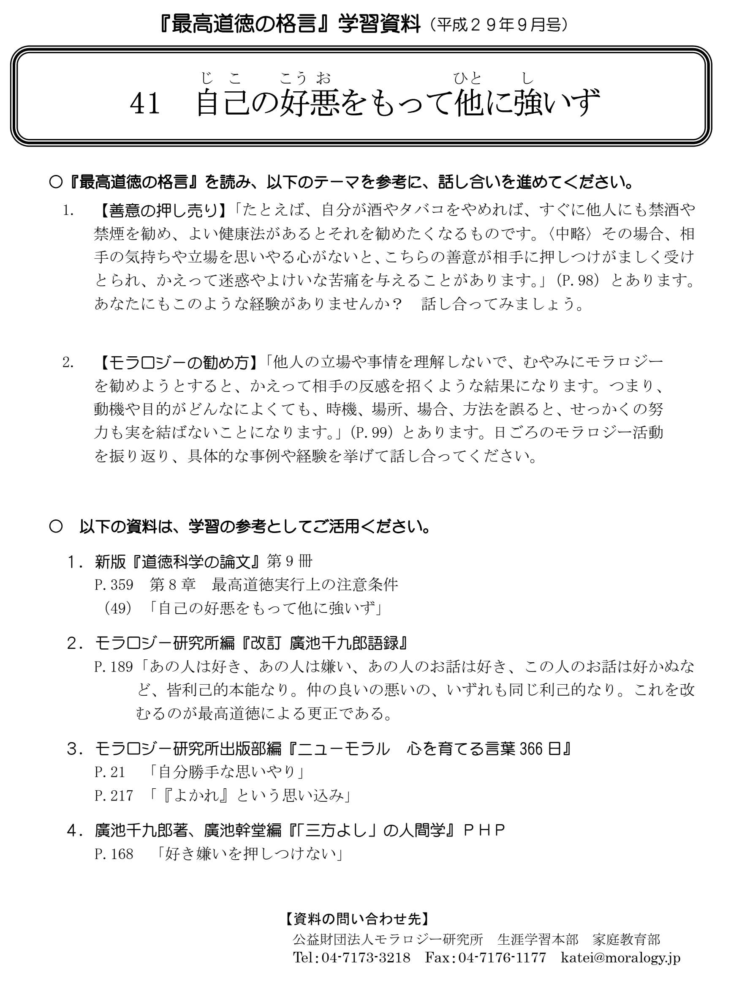 『最高道徳の格言』学習資料（平成２９年９月号）
じこ こうお ひと し
41　自己の好悪をもって他に強いず
○『最高道徳の格言』を読み、以下のテーマを参考に、話し合いを進めてください。
1. 【善意の押し売り】「たとえば、自分が酒やタバコをやめれば、すぐに他人にも禁酒や
禁煙を勧め、よい健康法があるとそれを勧めたくなるものです。〈中略〉その場合、相
手の気持ちや立場を思いやる心がないと、こちらの善意が相手に押しつけがましく受け
とられ、かえって迷惑やよけいな苦痛を与えることがあります。」（P.98）とあります。
あなたにもこのような経験がありませんか？　話し合ってみましょう。
2. 【モラロジーの勧め方】「他人の立場や事情を理解しないで、むやみにモラロジー
を勧めようとすると、かえって相手の反感を招くような結果になります。つまり、
動機や目的がどんなによくても、時機、場所、場合、方法を誤ると、せっかくの努
力も実を結ばないことになります。」（P.99）とあります。日ごろのモラロジー活動
を振り返り、具体的な事例や経験を挙げて話し合ってください。
○　以下の資料は、学習の参考としてご活用ください。
１．新版『道徳科学の論文』第9冊
P.359　第8章　最高道徳実行上の注意条件
（49）「自己の好悪をもって他に強いず」
２．モラロジー研究所編『改訂 廣池千九郎語録』
P.189「あの人は好き、あの人は嫌い、あの人のお話は好き、この人のお話は好かぬな
ど、皆利己的本能なり。仲の良いの悪いの、いずれも同じ利己的なり。これを改
むるのが最高道徳による更正である。
３．モラロジー研究所出版部編『ニューモラル　心を育てる言葉366日』
P.21　「自分勝手な思いやり」
P.217　「『よかれ』という思い込み」
４．廣池千九郎著、廣池幹堂編『「三方よし」の人間学』ＰＨＰ
P.168　「好き嫌いを押しつけない」
【資料の問い合わせ先】
公益財団法人モラロジー研究所　生涯学習本部　家庭教育部
Tel:04-7173-3218　Fax:04-7176-1177　katei@moralogy.jp